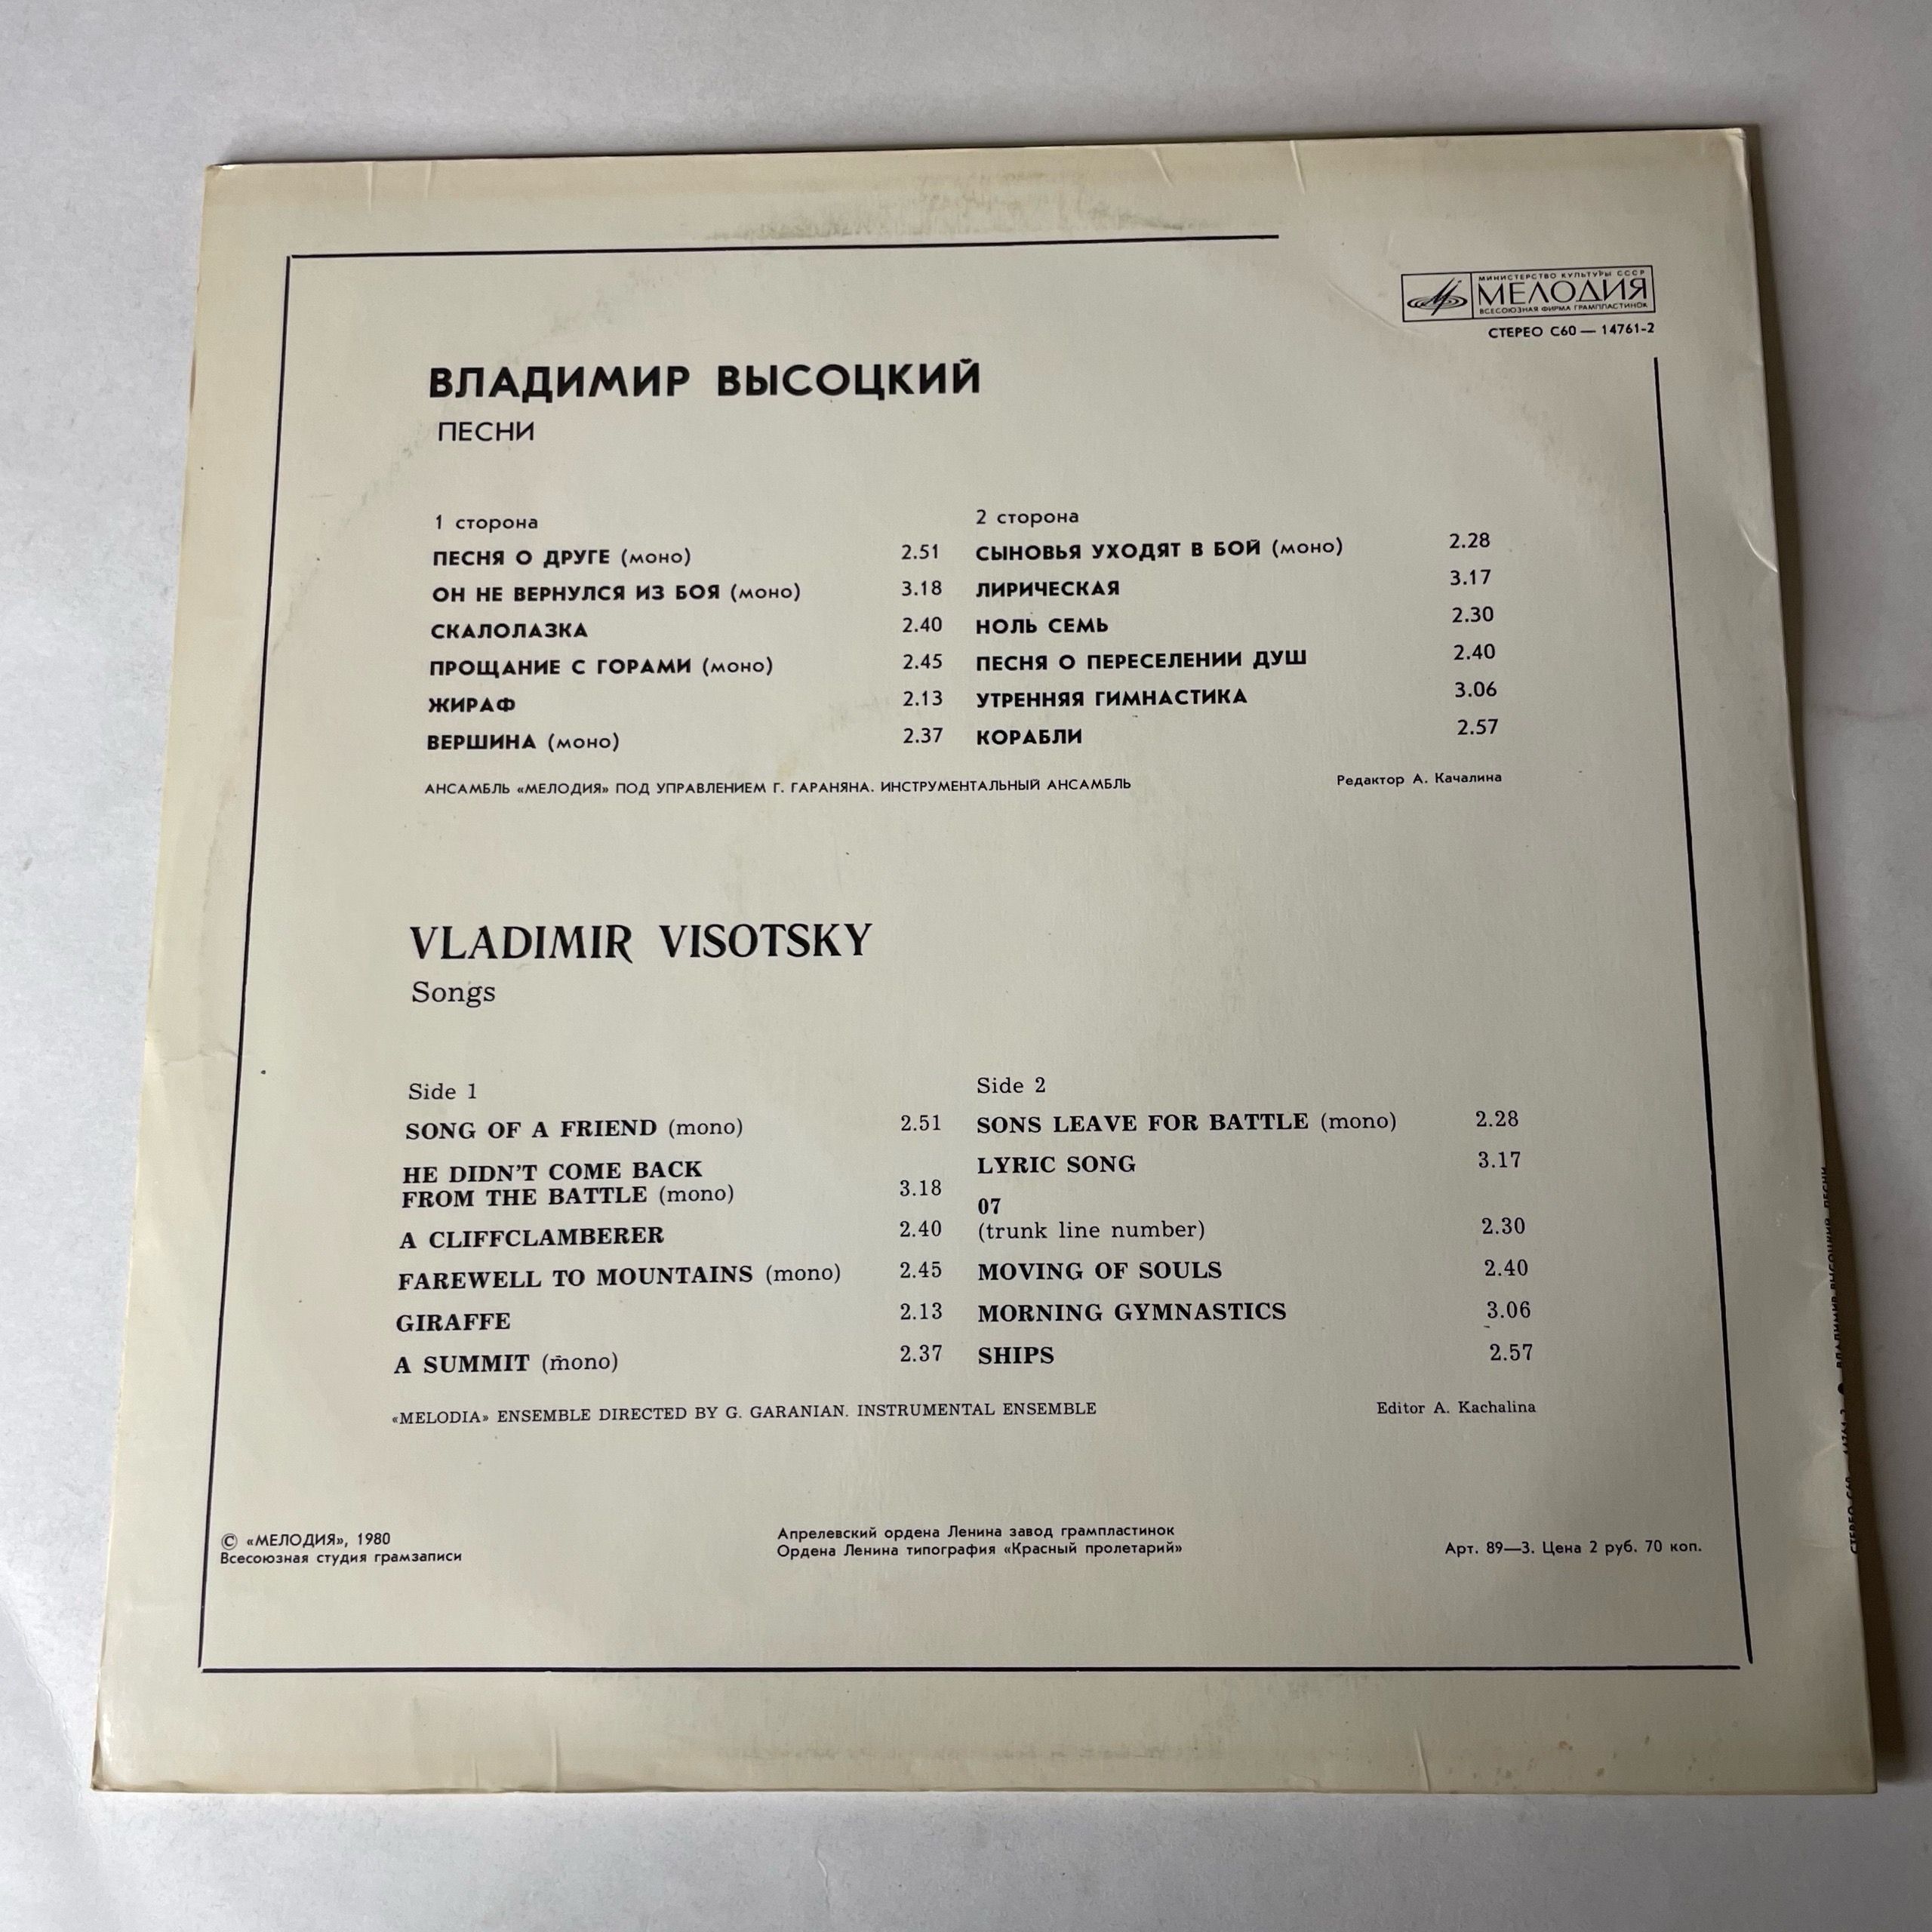 МИНИСТЕРСТВО КУЛЬТУРЫ СССР
МЕЛОДИЯ
ВСЕСОЮЗНАЯ ФИРМА ГРАМПЛАСТИНОК
СТЕРЕО С60 — 14761-2
ВЛАДИМИР ВЫСОЦКИЙ
ПЕСНИ
1 сторона
ПЕСНЯ О ДРУГЕ (моно) 2.51
ОН НЕ ВЕРНУЛСЯ ИЗ БОЯ (моно) 3.18
СКАЛОЛАЗКА 2.40
ПРОЩАНИЕ С ГОРАМИ (моно) 2.45
ЖИРАФ 2.13
ВЕРШИНА (моно) 2.37
2 сторона
СЫНОВЬЯ УХОДЯТ В БОЙ (моно) 2.28
ЛИРИЧЕСКАЯ 3.17
НОЛЬ СЕМЬ 2.30
ПЕСНЯ О ПЕРЕСЕЛЕНИИ ДУШ 2.40
УТРЕННЯЯ ГИМНАСТИКА 3.06
КОРАБЛИ 2.57
АНСАМБЛЬ «МЕЛОДИЯ» ПОД УПРАВЛЕНИЕМ Г. ГАРАНЯНА. ИНСТРУМЕНТАЛЬНЫЙ АНСАМБЛЬ
Редактор А. Качалина
VLADIMIR VISOTSKY
Songs
Side 1
SONG OF A FRIEND (mono) 2.51
HE DIDN'T COME BACK
FROM THE BATTLE (mono) 3.18
A CLIFFCLAMBERER 2.40
FAREWELL TO MOUNTAINS (mono) 2.45
GIRAFFE 2.13
A SUMMIT (mono) 2.37
Side 2
SONS LEAVE FOR BATTLE (mono) 2.28
LYRIC SONG 3.17
07
(trunk line number) 2.30
MOVING OF SOULS 2.40
MORNING GYMNASTICS 3.06
SHIPS 2.57
«MELODIA» ENSEMBLE DIRECTED BY G. GARANIAN. INSTRUMENTAL ENSEMBLE
Editor A. Kachalina
© «МЕЛОДИЯ», 1980
Всесоюзная студия грамзаписи
Апрелевский ордена Ленина завод грампластинок
Ордена Ленина типография «Красный пролетарий»
Арт. 89—3. Цена 2 руб. 70 коп.
СТЕРЕО С60 — 14761-2 ● ВЛАДИМИР ВЫСОЦКИЙ. ПЕСНИ